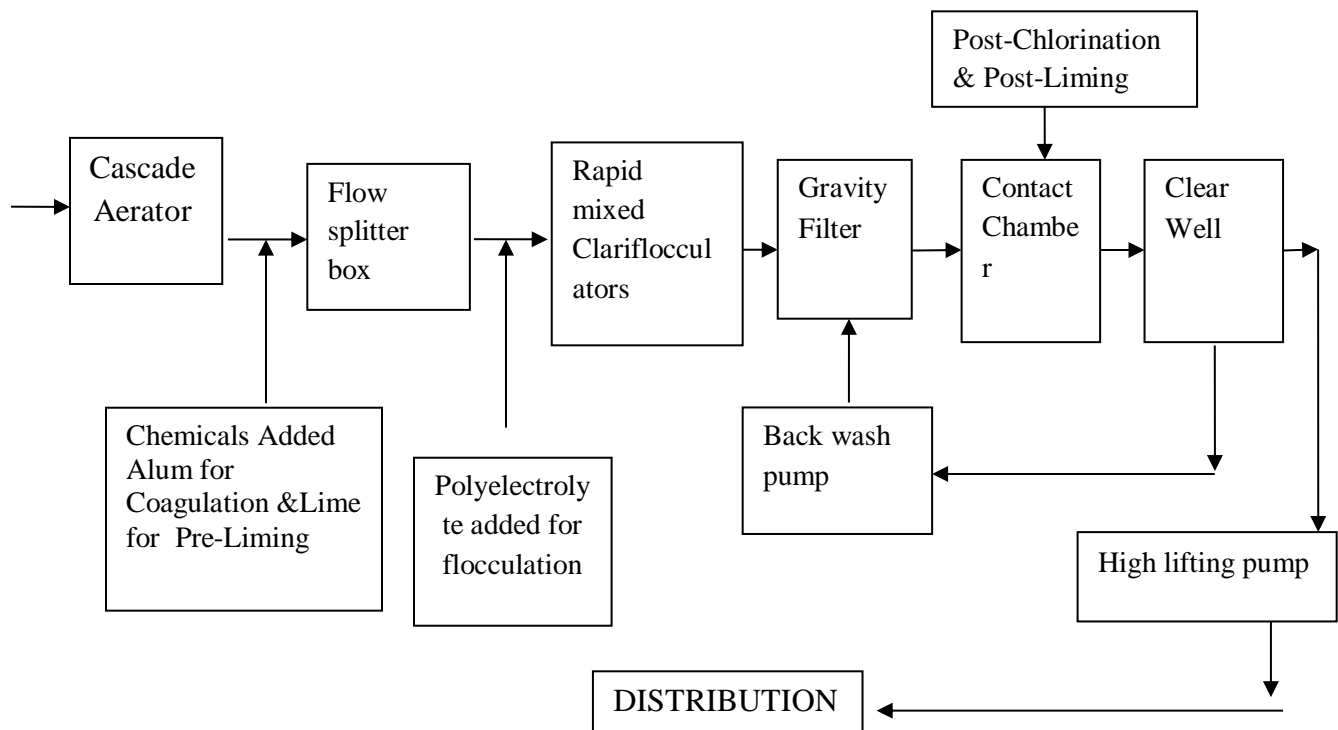 Post-Chlorination
& Post-Liming
Cascade
Aerator
Flow
splitter
box
Rapid
mixed
Clarifloccul
ators
Gravity
Filter
Contact
Chambe
r
Clear
Well
Chemicals Added
Alum for
Coagulation &Lime
for Pre-Liming
Polyelectroly
te added for
flocculation
Back wash
pump
High lifting pump
DISTRIBUTION